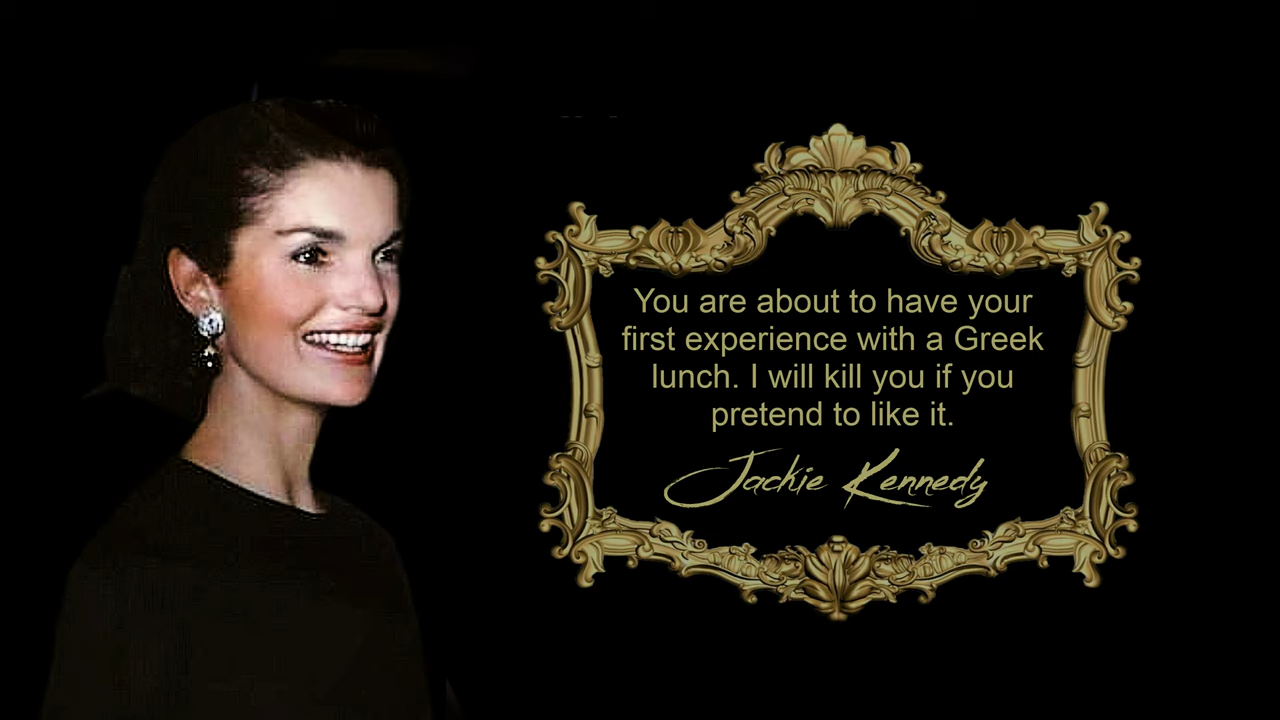 You are about to have your
first experience with a Greek
lunch. I will kill you if you
pretend to like it.
Jackie Kennedy